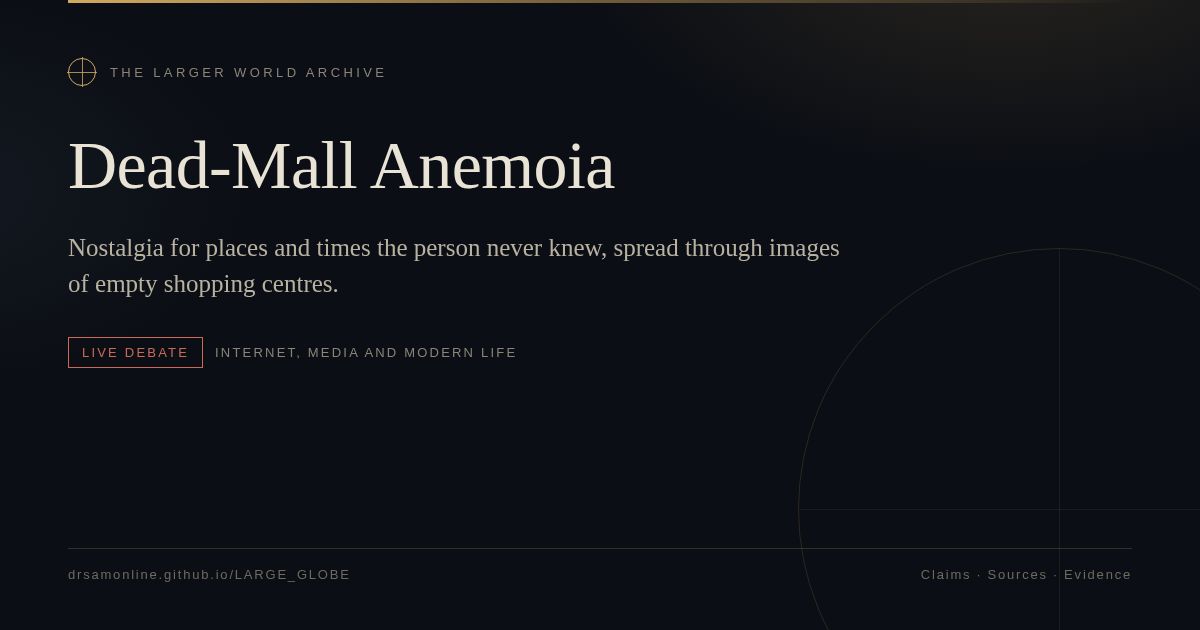 THE LARGER WORLD ARCHIVE
Dead-Mall Anemoia
Nostalgia for places and times the person never knew, spread through images
of empty shopping centres.
LIVE DEBATE
INTERNET, MEDIA AND MODERN LIFE
drsamonline.github.io/LARGE_GLOBE
Claims · Sources · Evidence